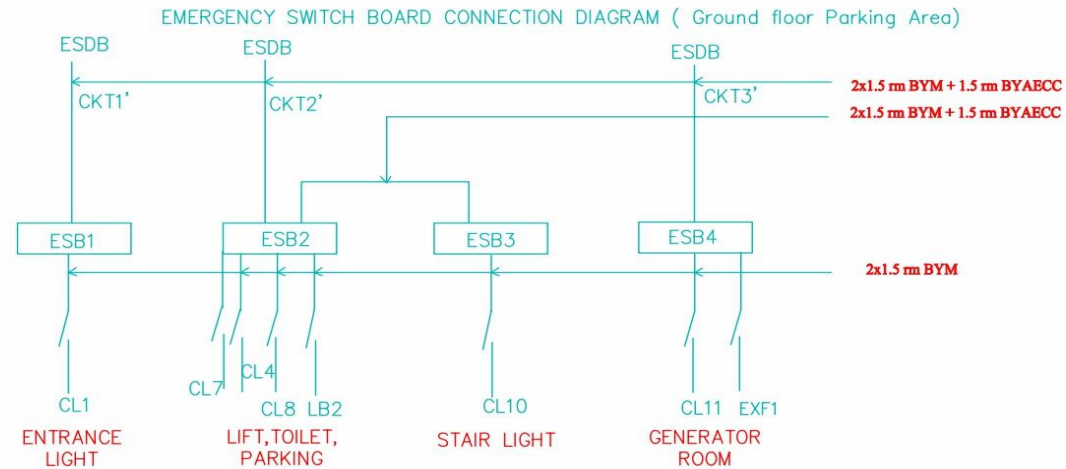 EMERGENCY SWITCH BOARD CONNECTION DIAGRAM ( Ground floor Parking Area)
ESDB
ESDB
ESDB
CKT1'
CKT2'
CKT3'
2x1.5 rm BYM + 1.5 rm BYAECC
2x1.5 rm BYM + 1.5 rm BYAECC
ESB1
ESB2
ESB3
ESB4
2x1.5 rm BYM
CL7
CL4
CL1
CL8
LB2
CL10
CL11
EXF1
ENTRANCE
LIGHT
LIFT,TOILET,
PARKING
STAIR LIGHT
GENERATOR
ROOM